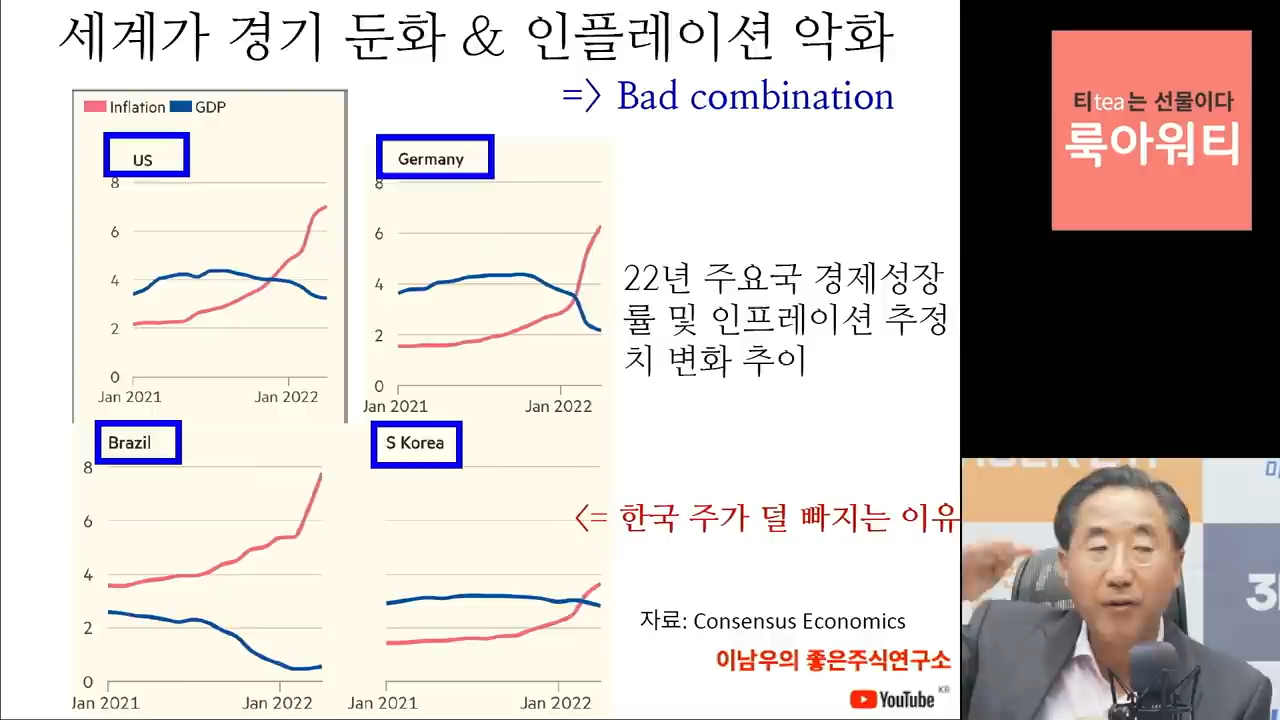 세계가 경기 둔화 & 인플레이션 악화
=> Bad combination
Inflation GDP
US
8
6
4
2
0
Jan 2021 Jan 2022
Germany
8
6
4
2
0
Jan 2021 Jan 2022
22년 주요국 경제성장
률 및 인프레이션 추정
치 변화 추이
Brazil
8
6
4
2
0
Jan 2021 Jan 2022
S Korea
Jan 2021 Jan 2022
<= 한국 주가 덜 빠지는 이유
자료: Consensus Economics
이남우의 좋은주식연구소
YouTube KR
티tea는 선물이다
룩아워티